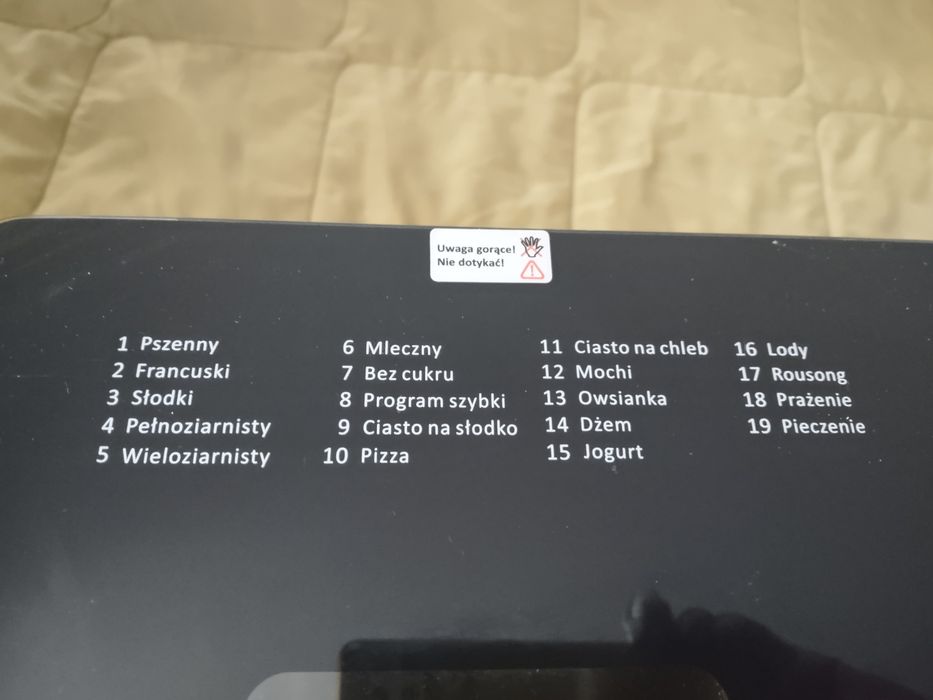 Uwaga gorące!
Nie dotykać!
1 Pszenny
2 Francuski
3 Słodki
4 Pełnoziarnisty
5 Wieloziarnisty
6 Mleczny
7 Bez cukru
8 Program szybki
9 Ciasto na słodko
10 Pizza
11 Ciasto na chleb
12 Mochi
13 Owsianka
14 Dżem
15 Jogurt
16 Lody
17 Rousong
18 Prażenie
19 Pieczenie